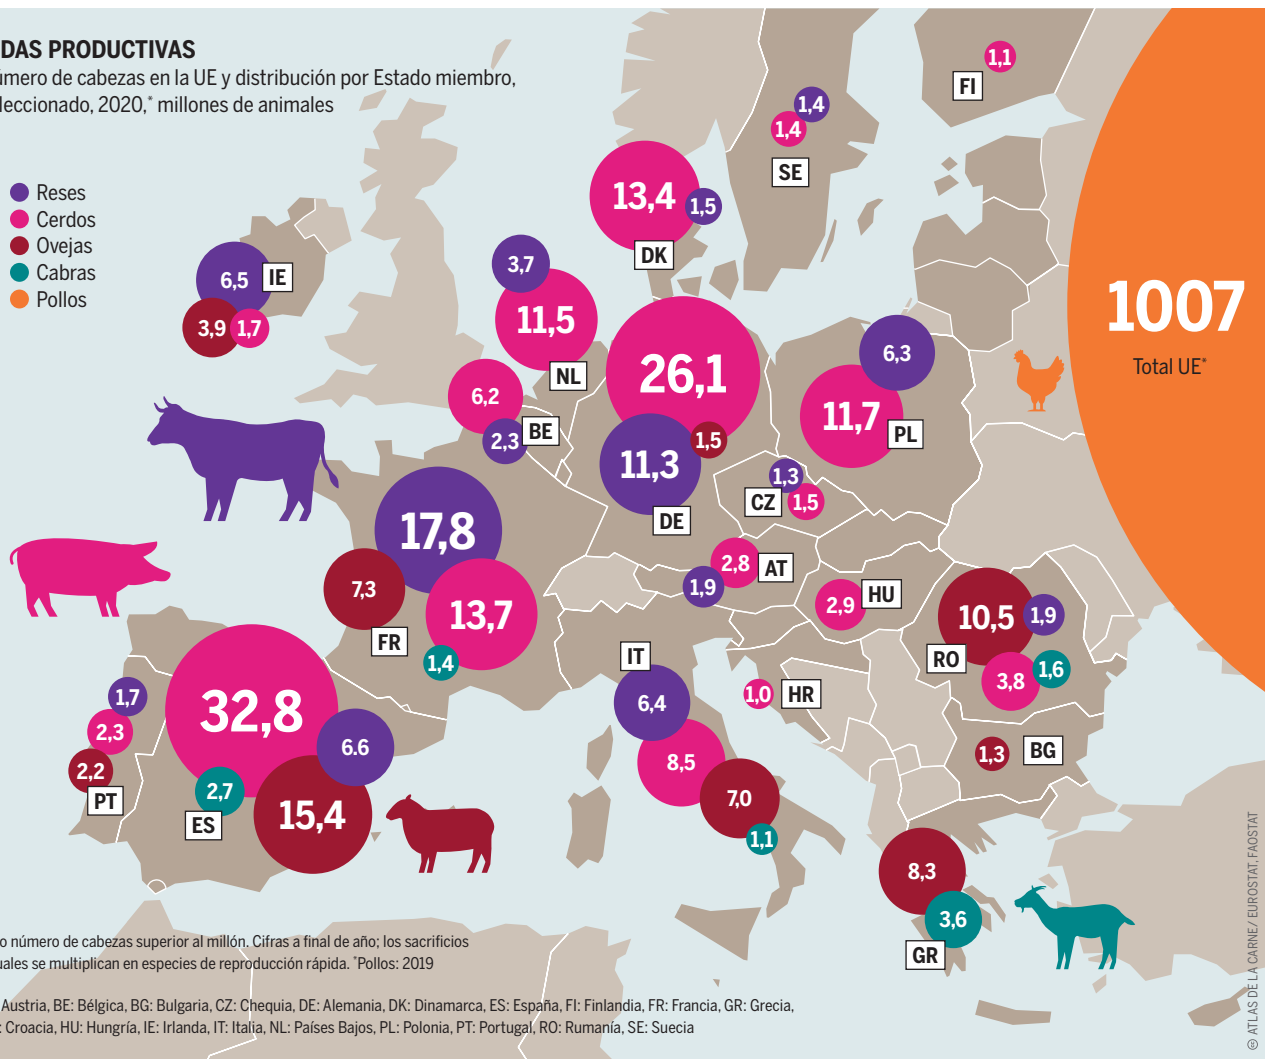 DAS PRODUCTIVAS
úmero de cabezas en la UE y distribución por Estado miembro,
leccionado, 2020,* millones de animales
Reses
Cerdos
Ovejas
Cabras
Pollos
1,1
FI
1,4
1,4
SE
13,4
1,5
DK
6,5
IE
3,9
1,7
3,7
11,5
NL
26,1
11,3
1,5
DE
6,3
11,7
PL
1007
Total UE*
6,2
2,3
BE
1,3
CZ
1,5
17,8
7,3
13,7
FR
1,4
2,8
AT
1,9
2,9
HU
10,5
1,9
RO
3,8
1,6
IT
6,4
8,5
7,0
1,1
1,0
HR
1,3
BG
1,7
2,3
2,2
PT
32,8
6.6
2,7
ES
15,4
8,3
3,6
GR
o número de cabezas superior al millón. Cifras a final de año; los sacrificios
uales se multiplican en especies de reproducción rápida. *Pollos: 2019
Austria, BE: Bélgica, BG: Bulgaria, CZ: Chequia, DE: Alemania, DK: Dinamarca, ES: España, FI: Finlandia, FR: Francia, GR: Grecia,
: Croacia, HU: Hungría, IE: Irlanda, IT: Italia, NL: Países Bajos, PL: Polonia, PT: Portugal, RO: Rumanía, SE: Suecia
ATLAS DE LA CARNE/ EUROSTAT, FAOSTAT